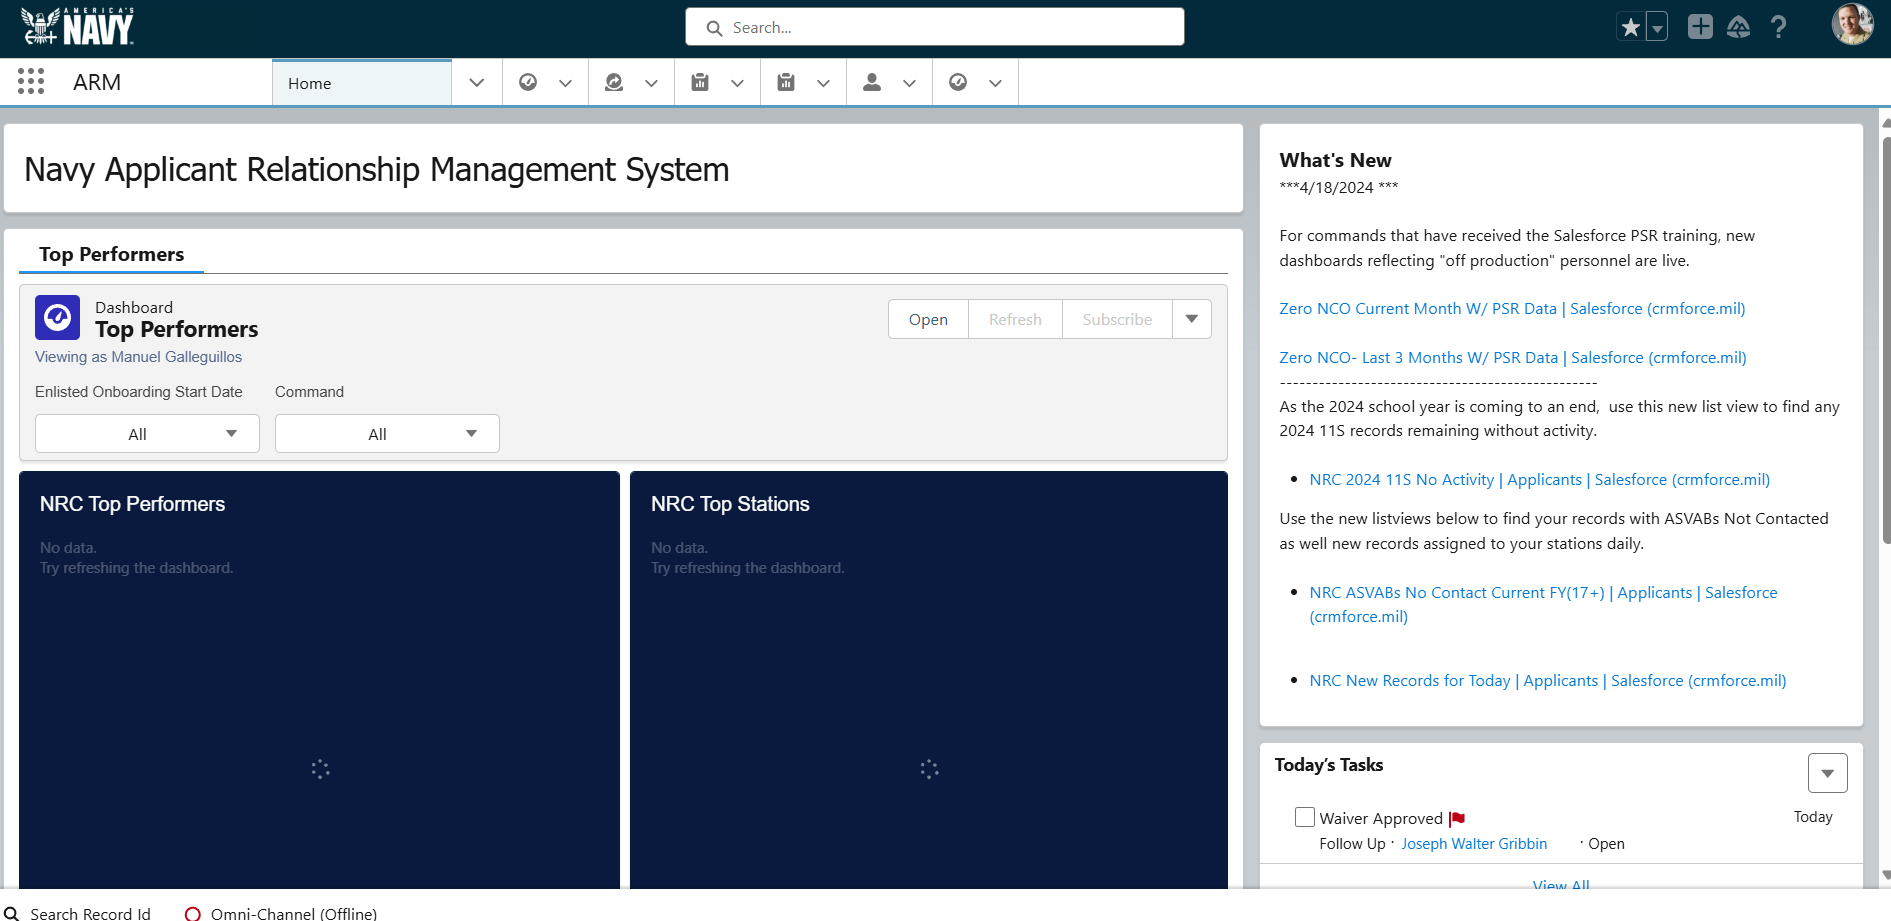 AMERICA'S
NAVY
Search...
ARM
Home
Navy Applicant Relationship Management System
Top Performers
Dashboard
Top Performers
Viewing as Manuel Galleguillos
Open
Refresh
Subscribe
Enlisted Onboarding Start Date
Command
All
All
NRC Top Performers
No data.
Try refreshing the dashboard.
NRC Top Stations
No data.
Try refreshing the dashboard.
What's New
***4/18/2024 ***
For commands that have received the Salesforce PSR training, new
dashboards reflecting "off production" personnel are live.
Zero NCO Current Month W/ PSR Data | Salesforce (crmforce.mil)
Zero NCO- Last 3 Months W/ PSR Data | Salesforce (crmforce.mil)
-------------------------------------------------
As the 2024 school year is coming to an end,  use this new list view to find any
2024 11S records remaining without activity.
• NRC 2024 11S No Activity | Applicants | Salesforce (crmforce.mil)
Use the new listviews below to find your records with ASVABs Not Contacted
as well new records assigned to your stations daily.
• NRC ASVABs No Contact Current FY(17+) | Applicants | Salesforce
(crmforce.mil)
• NRC New Records for Today | Applicants | Salesforce (crmforce.mil)
Today's Tasks
Waiver Approved
Today
Follow Up · Joseph Walter Gribbin · Open
View All
Search Record Id
Omni-Channel (Offline)